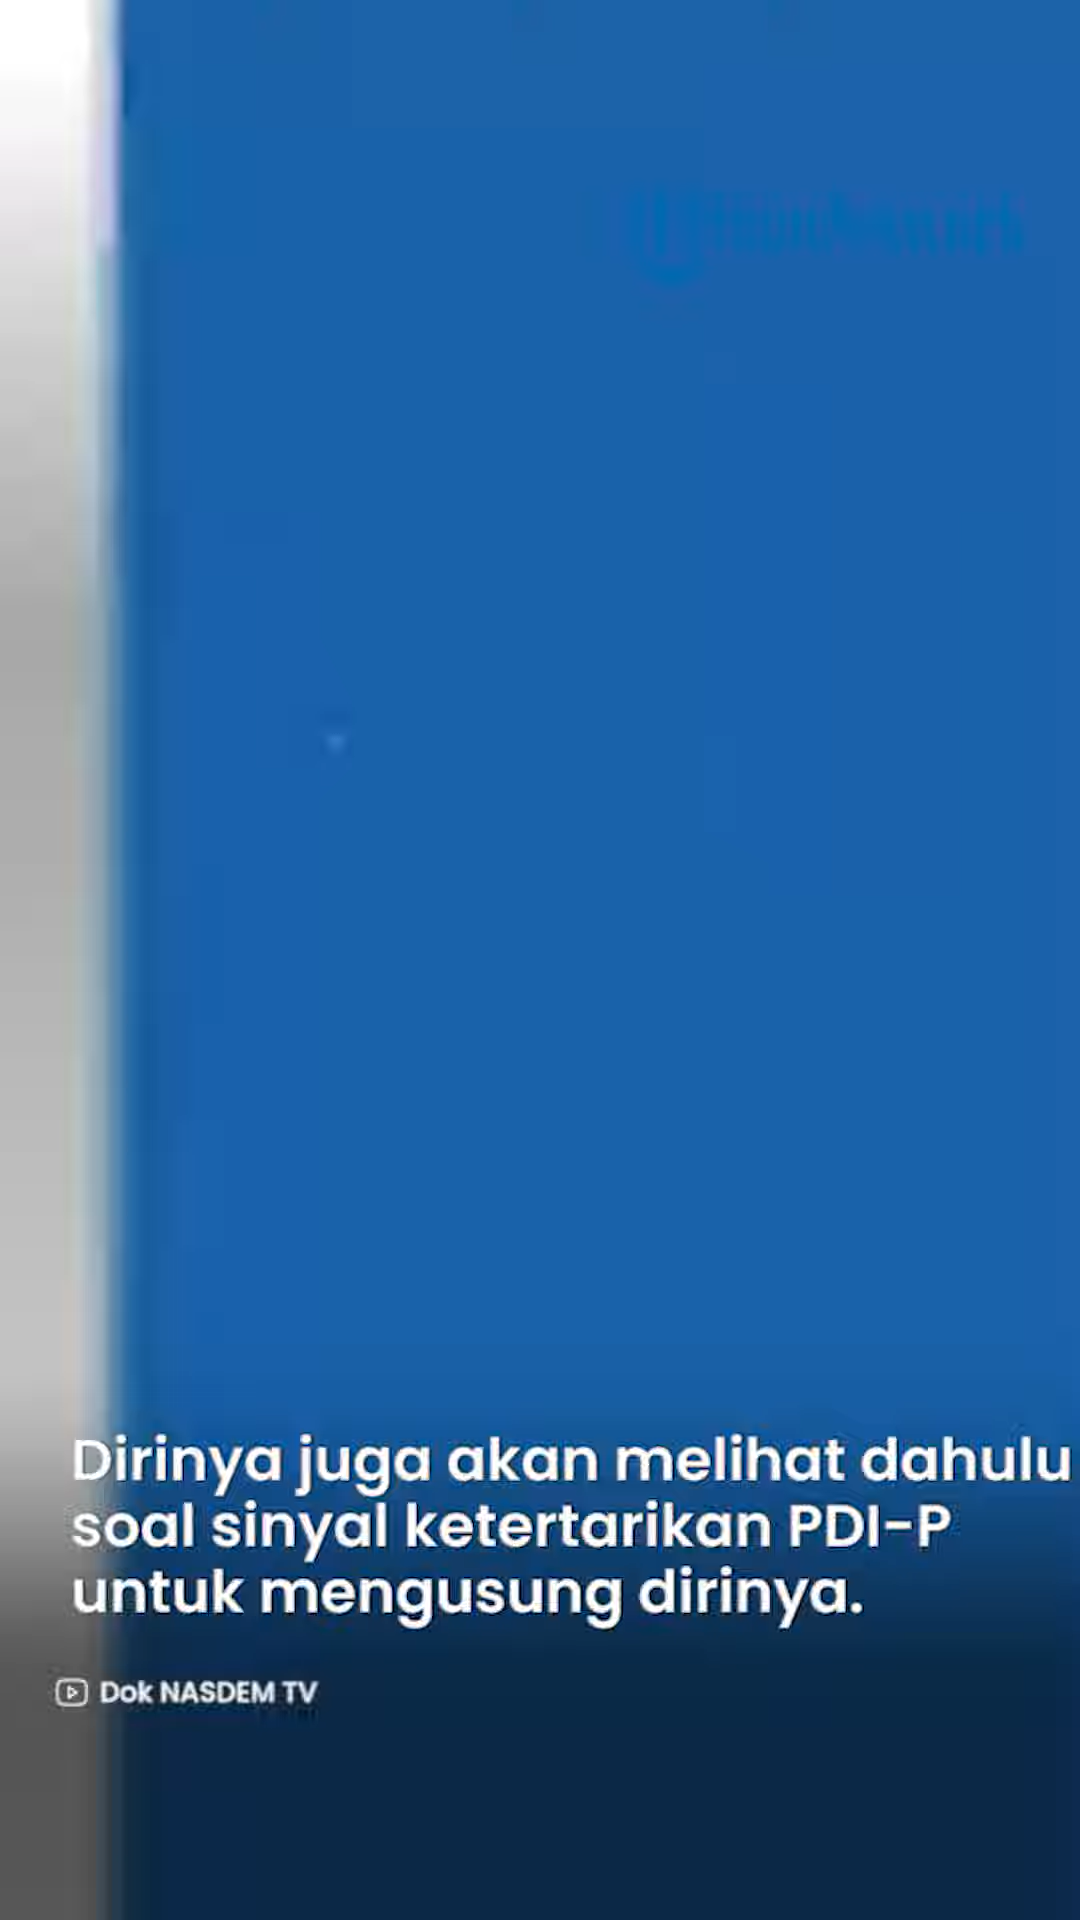 Dirinya juga akan melihat dahulu
soal sinyal ketertarikan PDI-P
untuk mengusung dirinya.
Dok NASDEM TV